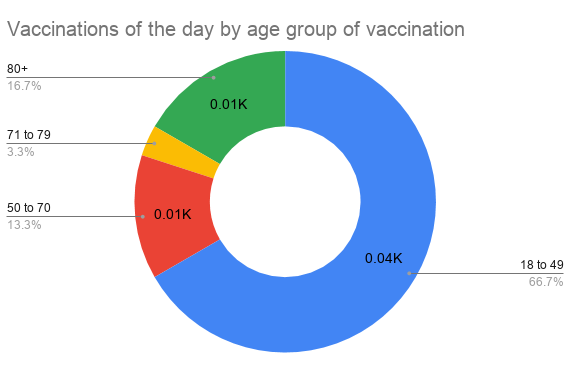 Vaccinations of the day by age group of vaccination
80+
16.7%
0.01K
71 to 79
3.3%
50 to 70
13.3%
0.01K
0.04K
18 to 49
66.7%